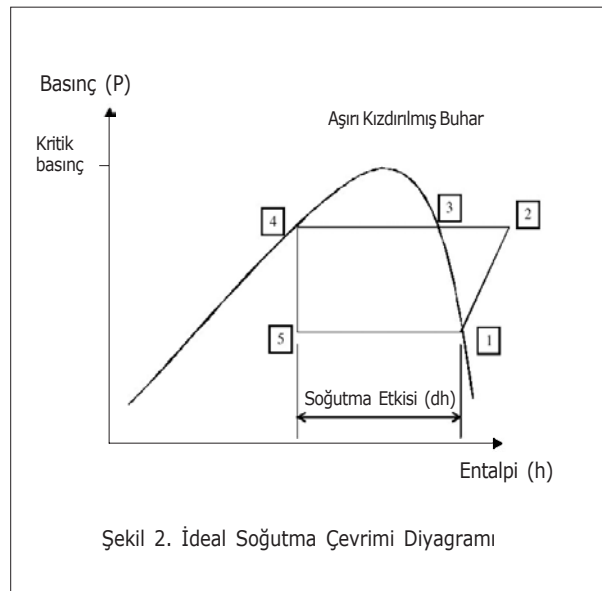 Basınç (P)
Aşırı Kızdırılmış Buhar
Kritik
basınç
3
2
4
5
1
Soğutma Etkisi (dh)
Entalpi (h)
Şekil 2. İdeal Soğutma Çevrimi Diyagramı